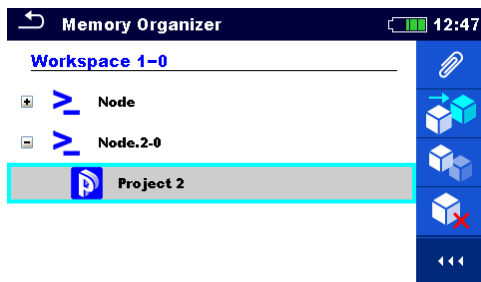 Memory Organizer 12:47
Workspace 1-0
Node
Node.2-0
Project 2